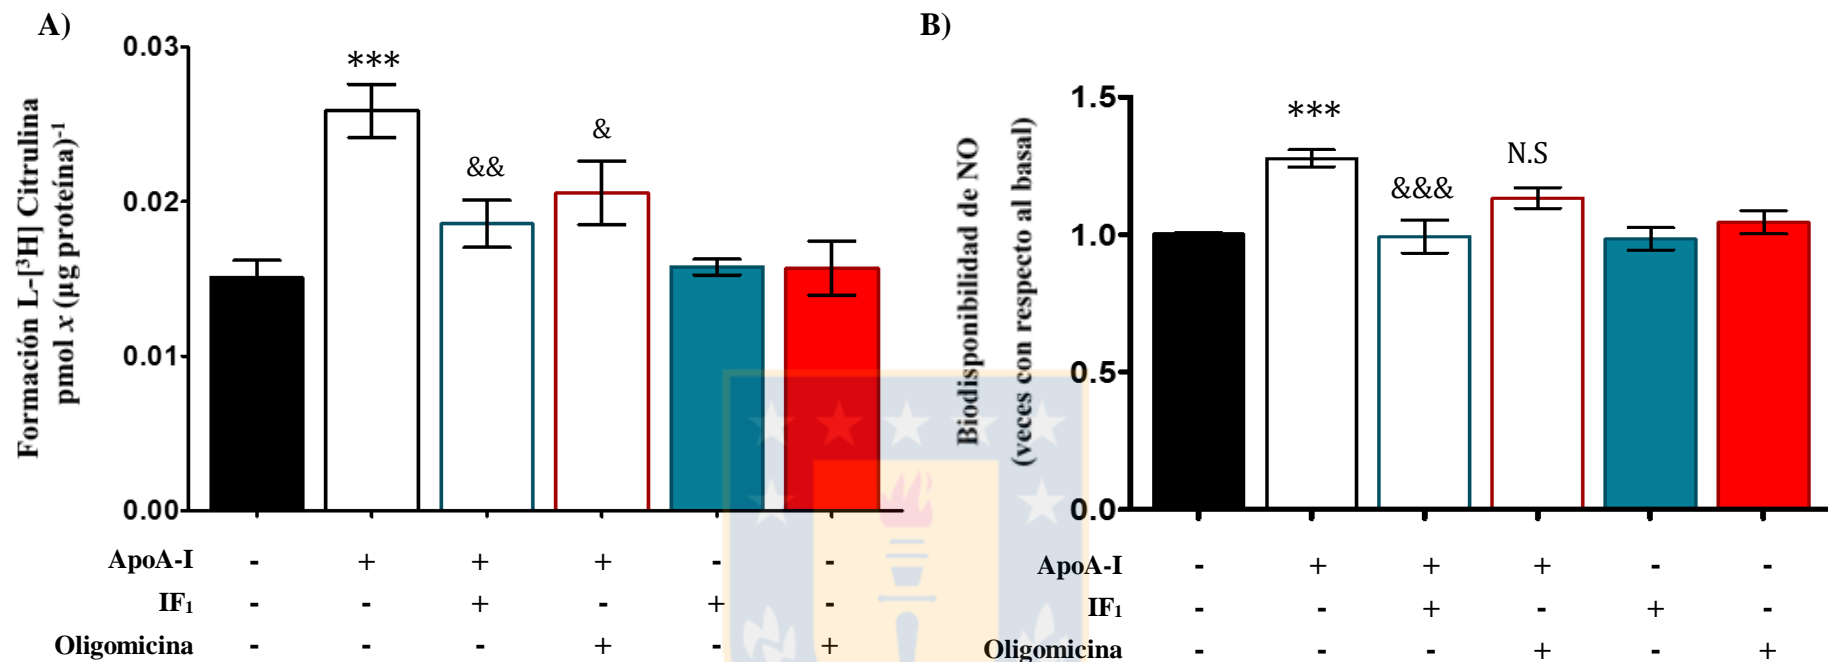 A)
Formación L-[³H] Citrulina
pmol x (µg proteína)⁻¹
0.03
0.02
0.01
0.00
***
&&
&
ApoA-I - + + + - -
IF₁ - - + - + -
Oligomicina - - - + - +
B)
Biodisponibilidad de NO
(veces con respecto al basal)
1.5
1.0
0.5
0.0
***
&&&
N.S
ApoA-I - + + + - -
IF₁ - - + - + -
Oligomicina - - - + - +